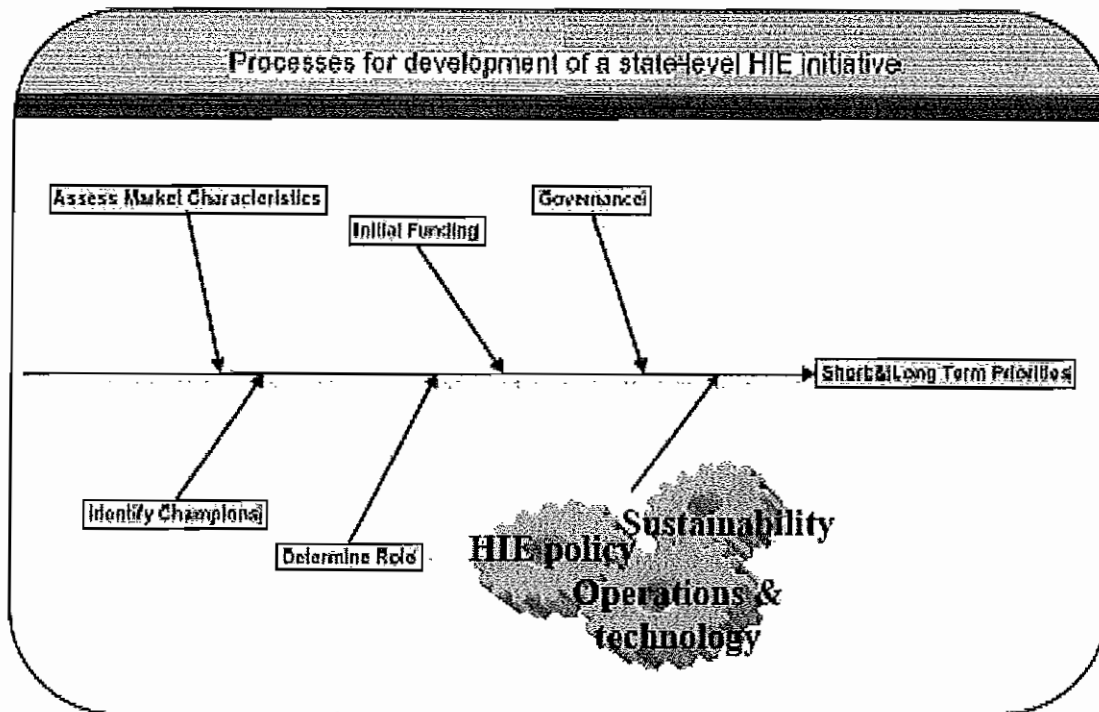 Processes for development of a state-level HIE initiative
Assess Market Characteristics
Governance
Initial Funding
Short & Long Term Priorities
Identify Champions
Determine Role
Sustainability
HIE policy
Operations &
technology